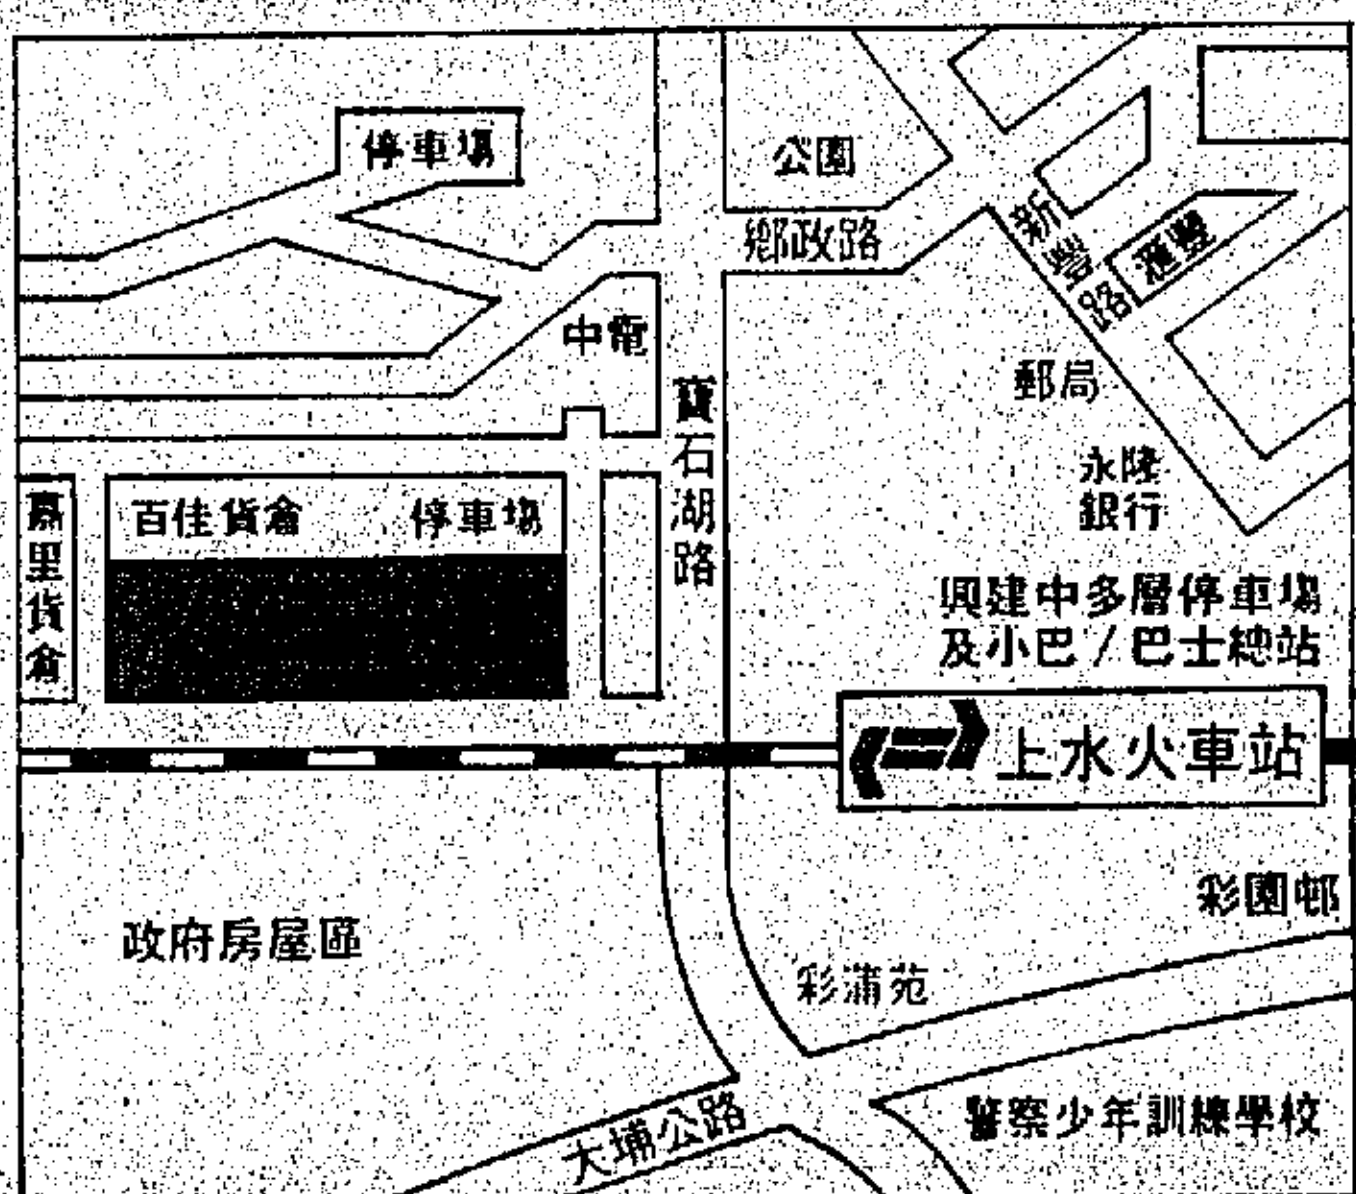 停車場
公園
鄉政路
新豐路
滙豐
中電
郵局
寶石湖路
永隆
銀行
嘉里貨倉
百佳貨倉
停車場
興建中多層停車場
及小巴/巴士總站
上水火車站
彩園邨
政府房屋區
彩蒲苑
大埔公路
警察少年訓練學校